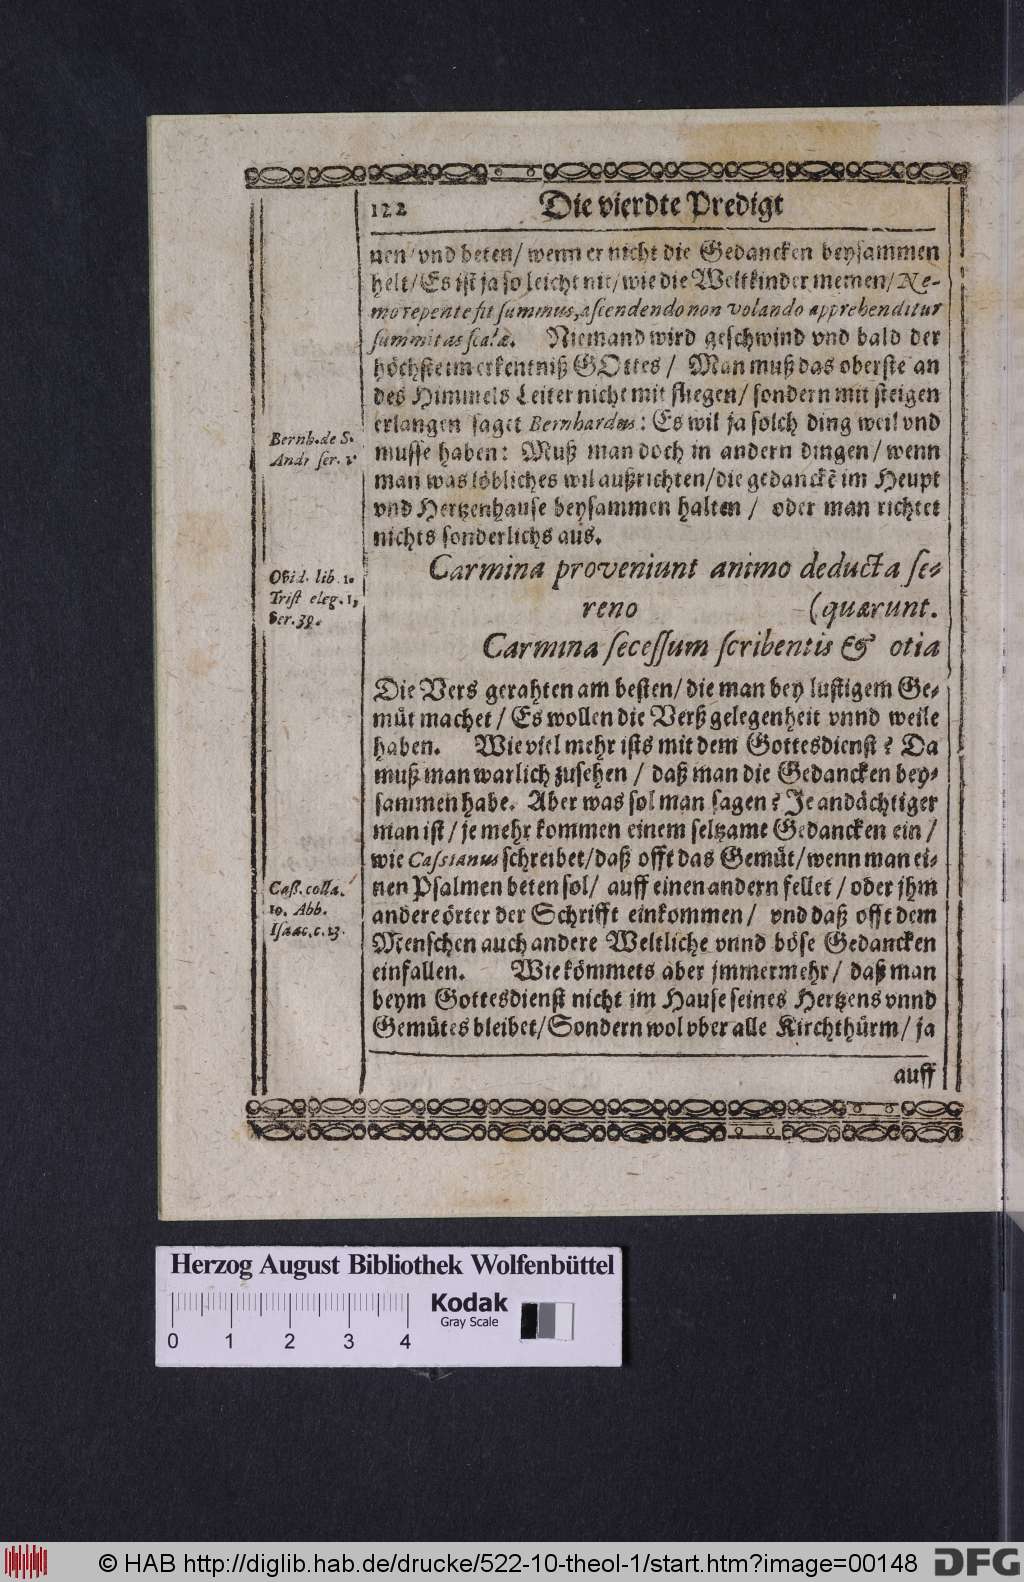 122 Die vierdte Predigt
nen/ vnd beten/ wenn er nicht die Gedancken beysammen
helt/ Es ist ja so leicht nit/ wie die Weltkinder meinen/ Ne-
mo repente fit summus, ascendendo non volando apprehenditur
summitas scalæ. Niemand wird geschwind vnd bald der
höchste im erkentniß GOttes / Man muß das oberste an
des Himmels Leiter nicht mit fliegen/ sondern mit steigen
erlangen saget Bernhardus: Es wil ja solch ding weil vnd
musse haben: Muß man doch in andern dingen/ wenn
man was löbliches wil außrichten/ die gedanckē im Heupt
vnd Hertzenhause beysammen halten / oder man richtet
nichts sonderlichs aus.
Bernh. de S.
Andr ser. v
Carmina proveniunt animo deducta se-
reno (quærunt.
Carmina secessum scribentis & otia
Ovid. lib. 1.
Trist eleg. 1,
Ver. 39.
Die Vers gerahten am besten/ die man bey lustigem Ge-
müt machet / Es wollen die Verß gelegenheit vnnd weile
haben. Wie viel mehr ists mit dem Gottesdienst? Da
muß man warlich zusehen / daß man die Gedancken bey-
sammen habe. Aber was sol man sagen? Je andächtiger
man ist / je mehr kommen einem seltzame Gedancken ein /
wie Cassianus schreibet/ daß offt das Gemüt/ wenn man ei-
nen Psalmen beten sol/ auff einen andern fellet / oder jhm
andere örter der Schrifft einkommen / vnd daß offt dem
Menschen auch andere Weltliche vnnd böse Gedancken
einfallen. Wie kömmets aber jmmermehr/ daß man
beym Gottesdienst nicht im Hause seines Hertzens vnnd
Gemütes bleibet/ Sondern wol vber alle Kirchthürm/ ja
Caß. colla.
10. Abb.
Isaac. c. 13.
auff
Herzog August Bibliothek Wolfenbüttel
Kodak
Gray Scale
0 1 2 3 4
© HAB http://diglib.hab.de/drucke/522-10-theol-1/start.htm?image=00148
DFG